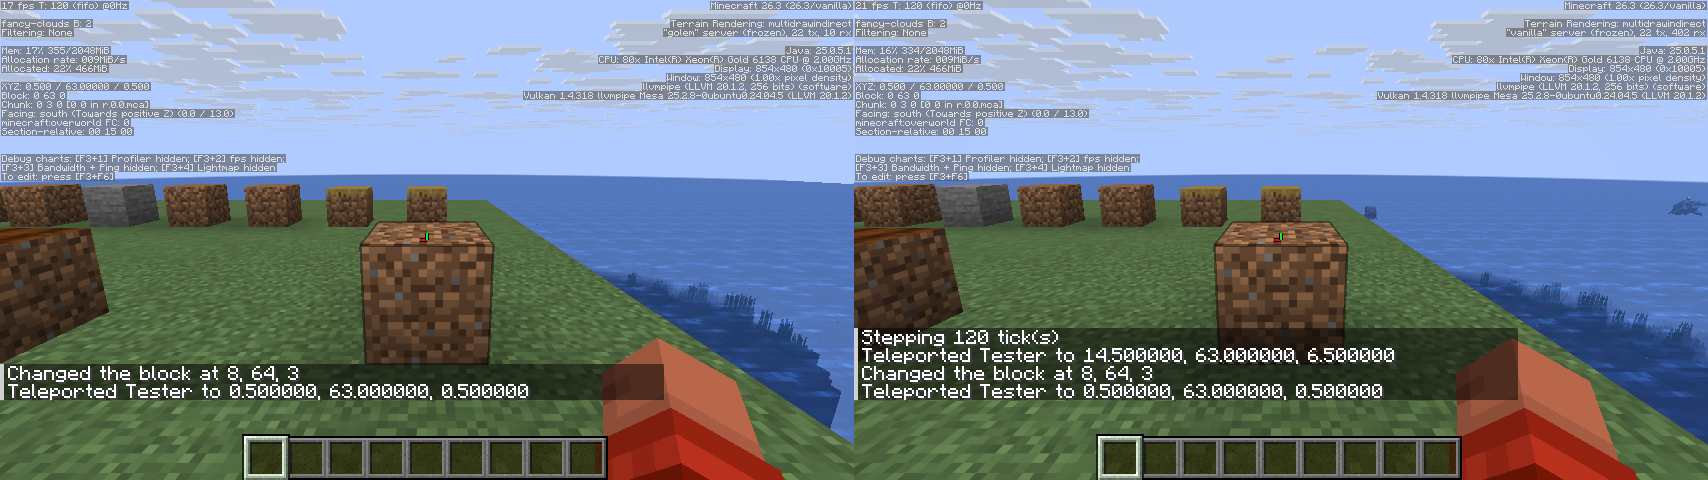 17 fps T: 120 (fifo) @0Hz
fancy-clouds B: 2
Filtering: None
Mem: 17% 355/2048MiB
Allocation rate: 009MiB/s
Allocated: 22% 466MiB
XYZ: 0.500 / 63.00000 / 0.500
Block: 0 63 0
Chunk: 0 3 0 [0 0 in r.0.0.mca]
Facing: south (Towards positive Z) (0.0 / 13.0)
minecraft:overworld FC: 0
Section-relative: 00 15 00
Debug charts: [F3+1] Profiler hidden; [F3+2] fps hidden;
[F3+3] Bandwidth + Ping hidden; [F3+4] Lightmap hidden
To edit: press [F3+F6]
Minecraft 26.3 (26.3/vanilla)
Terrain Rendering: multidrawindirect
"golem" server (frozen), 22 tx, 10 rx
Java: 25.0.5.1
CPU: 80x Intel(R) Xeon(R) Gold 6138 CPU @ 2.00GHz
Display: 854x480 (0x10005)
Window: 854x480 (1.00x pixel density)
llvmpipe (LLVM 20.1.2, 256 bits) (software)
Vulkan 1.4.318 llvmpipe Mesa 25.2.8-0ubuntu0.24.04.5 (LLVM 20.1.2)
Changed the block at 8, 64, 3
Teleported Tester to 0.500000, 63.000000, 0.500000
21 fps T: 120 (fifo) @0Hz
fancy-clouds B: 2
Filtering: None
Mem: 16% 334/2048MiB
Allocation rate: 009MiB/s
Allocated: 22% 466MiB
XYZ: 0.500 / 63.00000 / 0.500
Block: 0 63 0
Chunk: 0 3 0 [0 0 in r.0.0.mca]
Facing: south (Towards positive Z) (0.0 / 13.0)
minecraft:overworld FC: 0
Section-relative: 00 15 00
Debug charts: [F3+1] Profiler hidden; [F3+2] fps hidden;
[F3+3] Bandwidth + Ping hidden; [F3+4] Lightmap hidden
To edit: press [F3+F6]
Minecraft 26.3 (26.3/vanilla)
Terrain Rendering: multidrawindirect
"vanilla" server (frozen), 22 tx, 402 rx
Java: 25.0.5.1
CPU: 80x Intel(R) Xeon(R) Gold 6138 CPU @ 2.00GHz
Display: 854x480 (0x10005)
Window: 854x480 (1.00x pixel density)
llvmpipe (LLVM 20.1.2, 256 bits) (software)
Vulkan 1.4.318 llvmpipe Mesa 25.2.8-0ubuntu0.24.04.5 (LLVM 20.1.2)
Stepping 120 tick(s)
Teleported Tester to 14.500000, 63.000000, 6.500000
Changed the block at 8, 64, 3
Teleported Tester to 0.500000, 63.000000, 0.500000